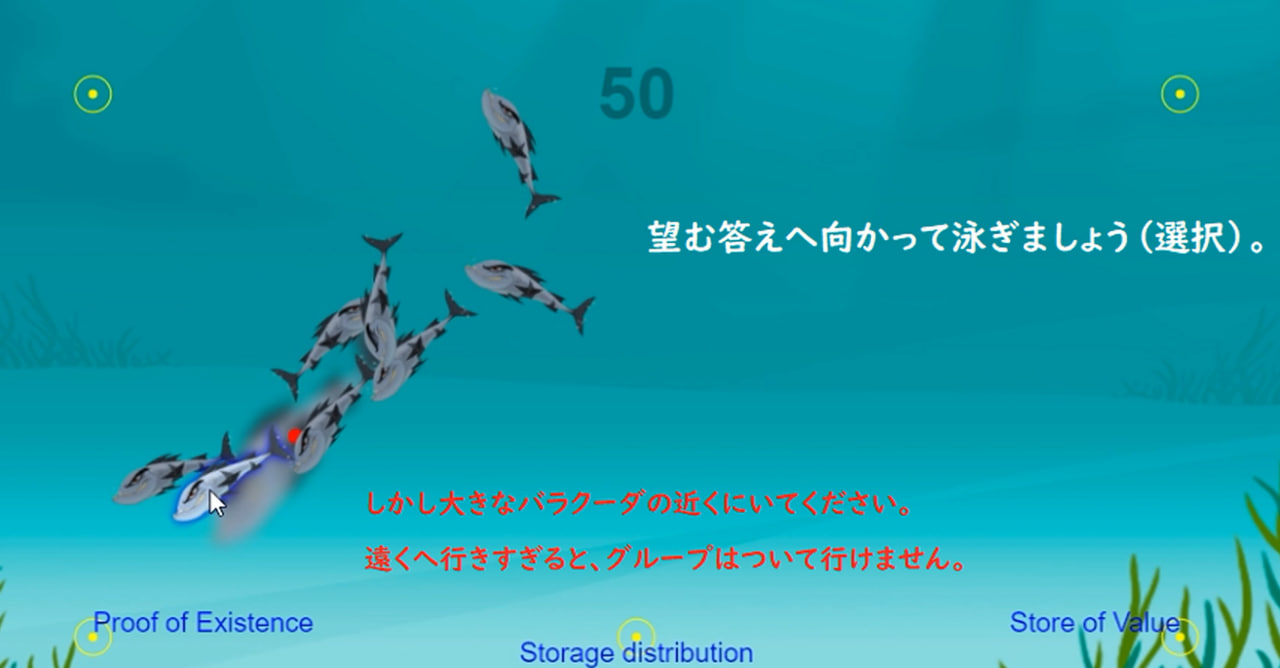 50
望む答えへ向かって泳ぎましょう（選択）。
しかし大きなバラクーダの近くにいてください。
遠くへ行きすぎると、グループはついて行けません。
Proof of Existence
Storage distribution
Store of Value